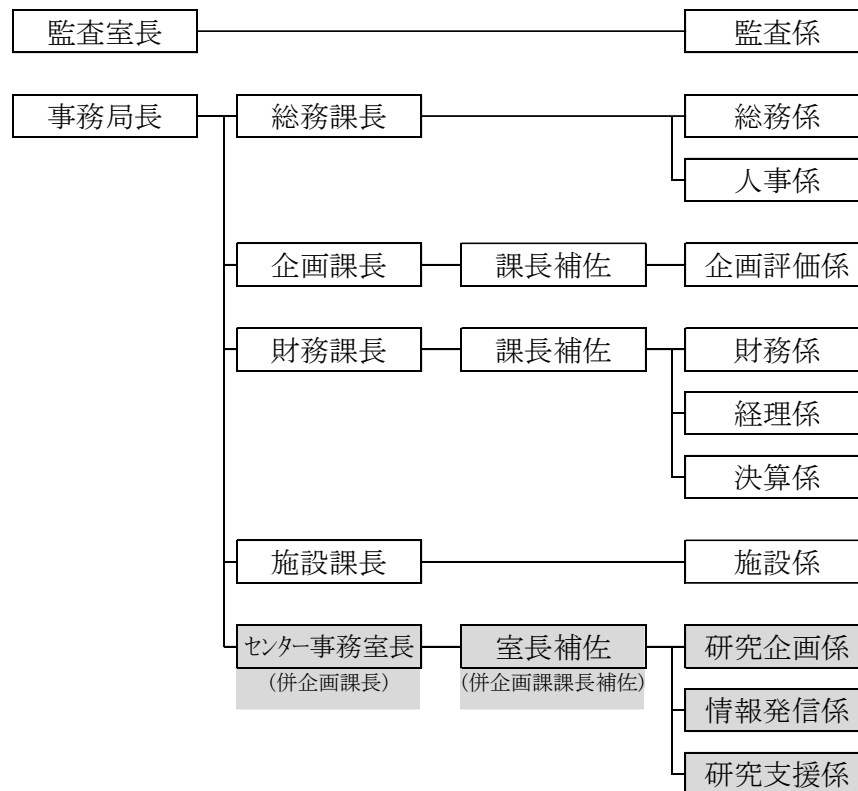 監査室長
監査係
事務局長
総務課長
総務係
人事係
企画課長
課長補佐
企画評価係
財務課長
課長補佐
財務係
経理係
決算係
施設課長
施設係
センター事務室長
(併企画課長)
室長補佐
(併企画課課長補佐)
研究企画係
情報発信係
研究支援係